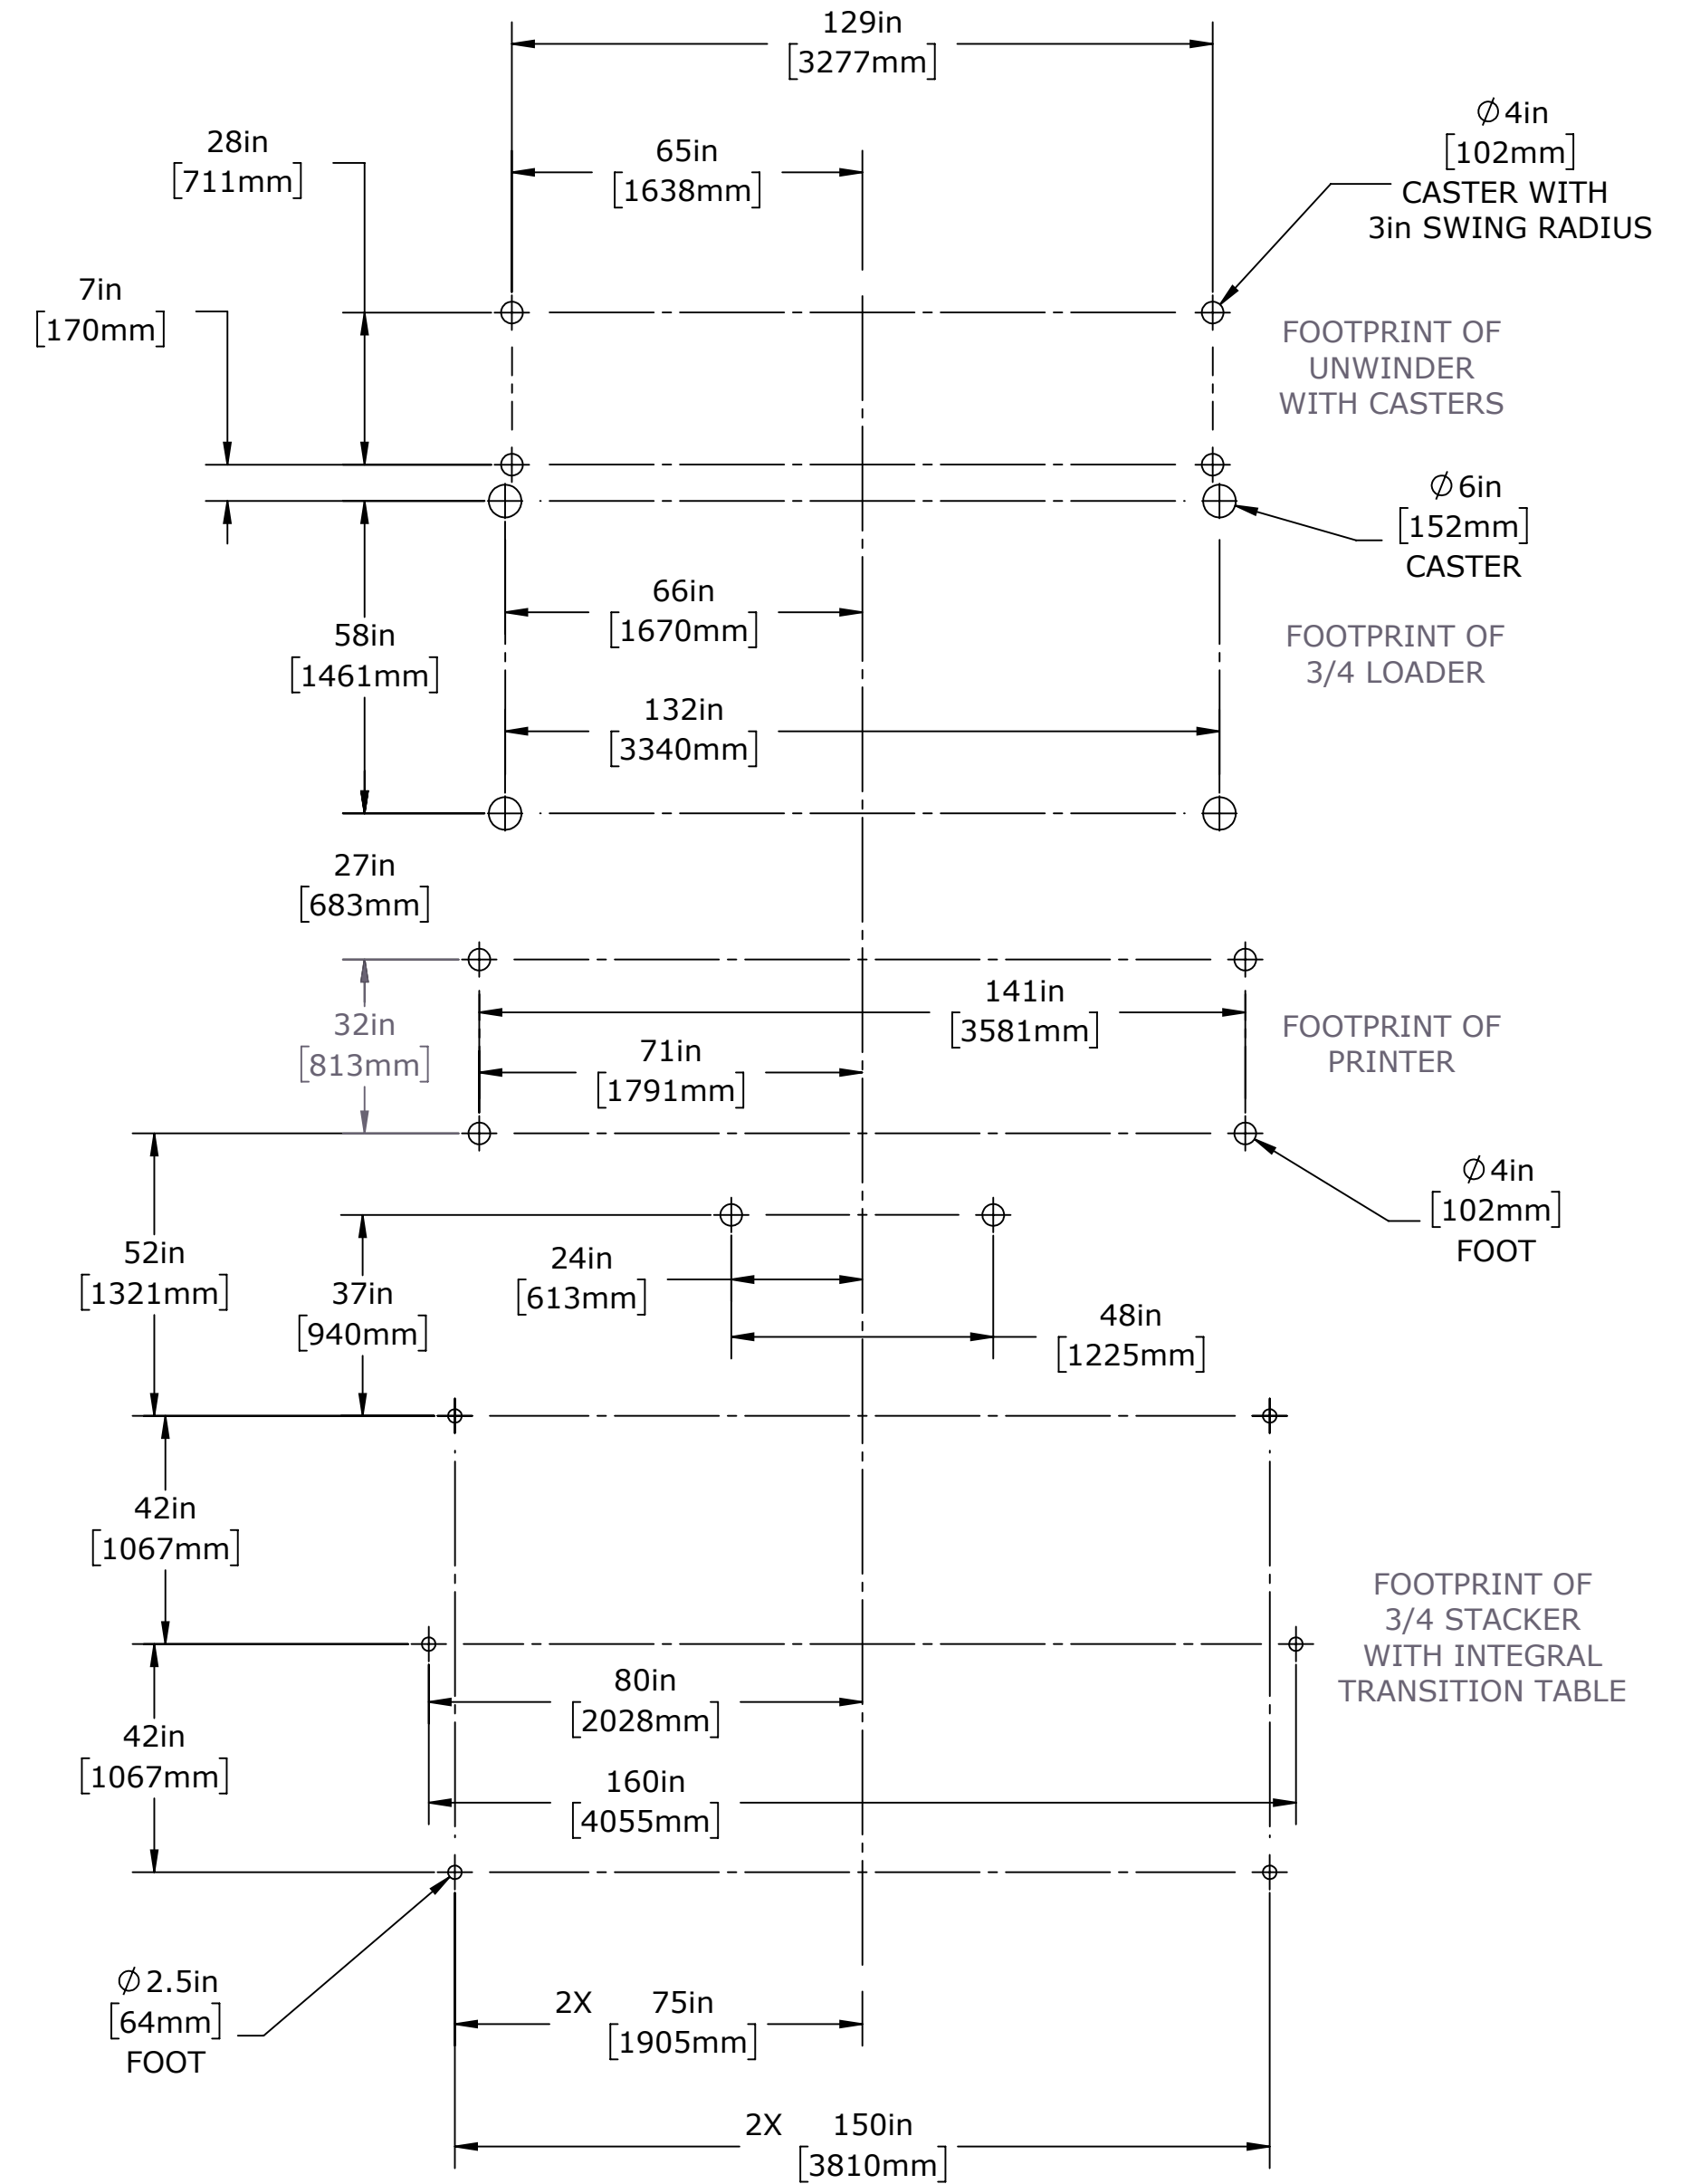 129in
[3277mm]
28in
[711mm]
65in
[1638mm]
∅4in
[102mm]
CASTER WITH
3in SWING RADIUS
7in
[170mm]
FOOTPRINT OF
UNWINDER
WITH CASTERS
∅6in
[152mm]
CASTER
66in
[1670mm]
58in
[1461mm]
FOOTPRINT OF
3/4 LOADER
132in
[3340mm]
27in
[683mm]
141in
[3581mm]
32in
[813mm]
FOOTPRINT OF
PRINTER
71in
[1791mm]
∅4in
[102mm]
FOOT
52in
[1321mm]
24in
[613mm]
37in
[940mm]
48in
[1225mm]
42in
[1067mm]
FOOTPRINT OF
3/4 STACKER
WITH INTEGRAL
TRANSITION TABLE
80in
[2028mm]
42in
[1067mm]
160in
[4055mm]
∅2.5in
[64mm]
FOOT
2X 75in
[1905mm]
2X 150in
[3810mm]